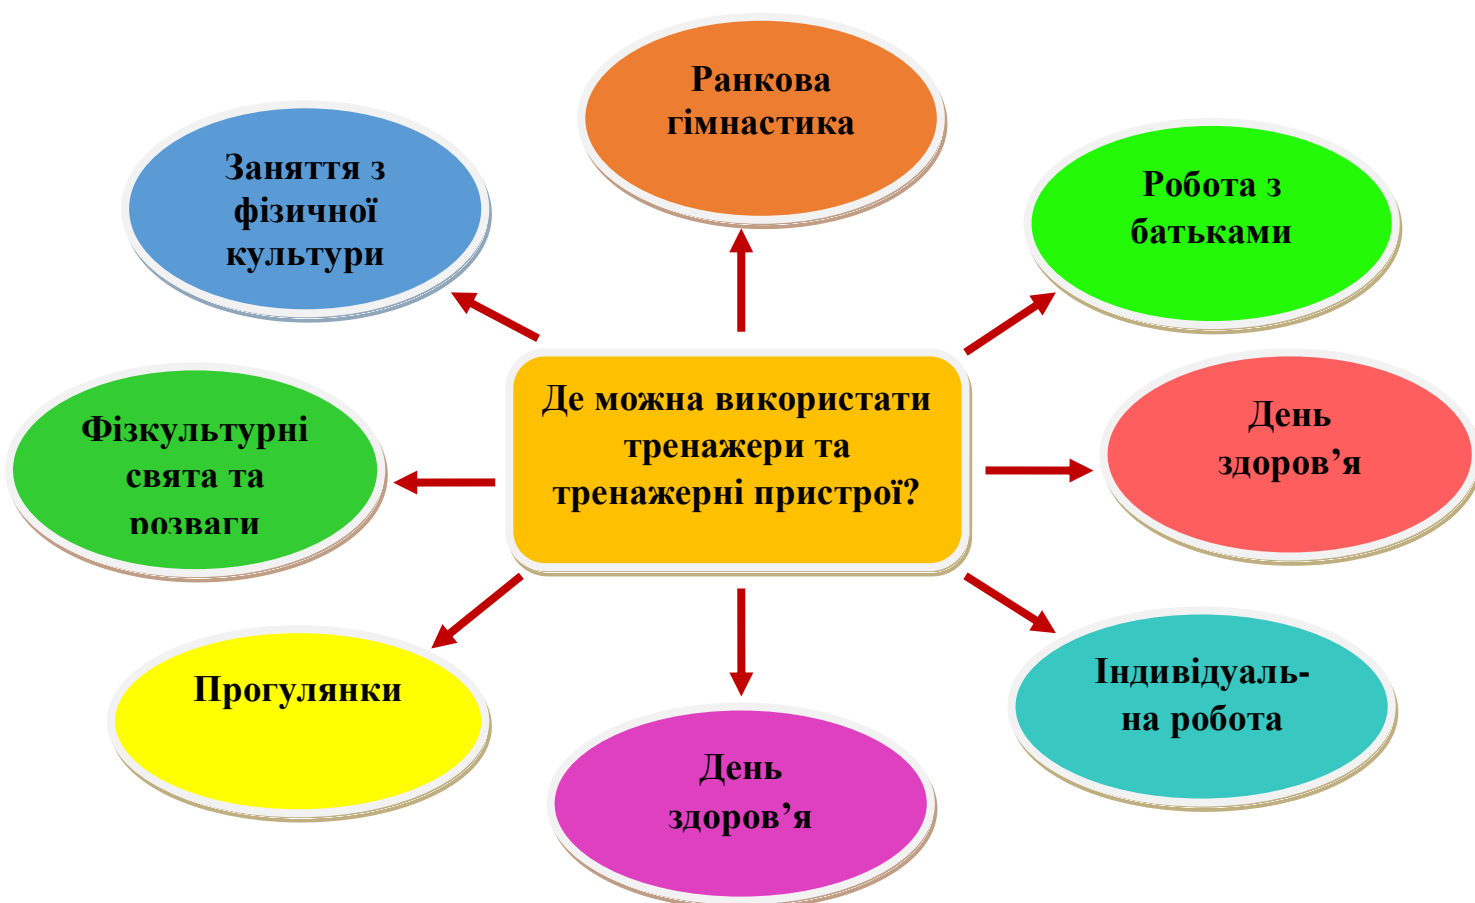 Ранкова
гімнастика
Заняття з
фізичної
культури
Робота з
батьками
Де можна використати
тренажери та
тренажерні пристрої?
День
здоров’я
Фізкультурні
свята та
розваги
Прогулянки
Індивідуаль-
на робота
День
здоров’я